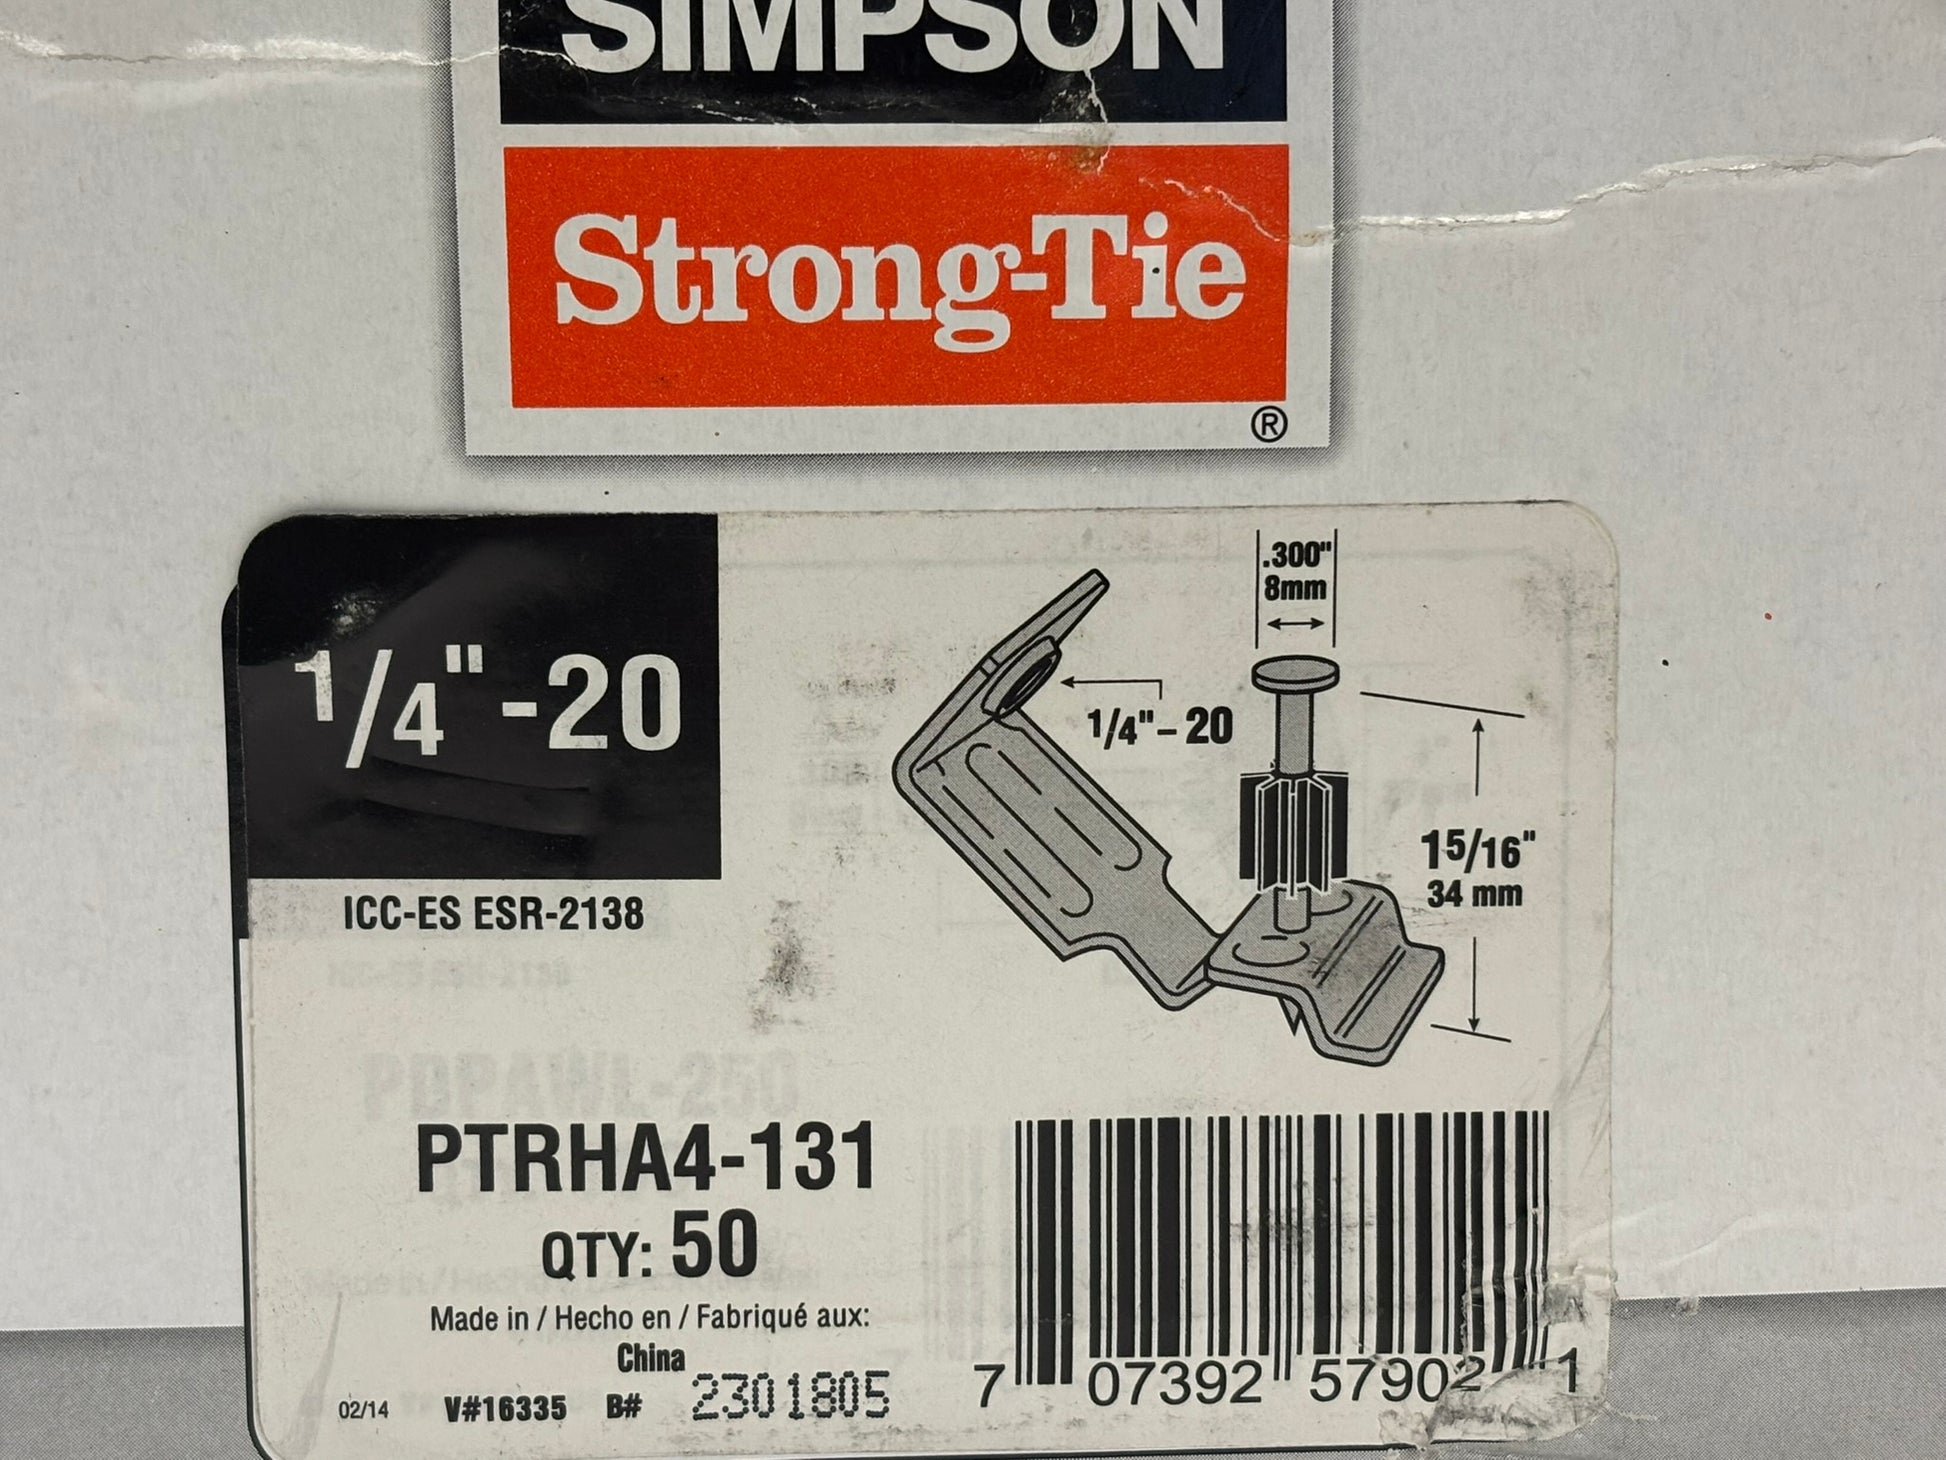 SIMPSON
Strong-Tie
®
1/4"-20
ICC-ES ESR-2138
.300"
8mm
1/4"-20
15/16"
34 mm
PDPAWL-250
PTRHA4-131
QTY: 50
Made in / Hecho en / Fabriqué aux:
China
02/14 V#16335 B# 2301805
7 07392 57902 1